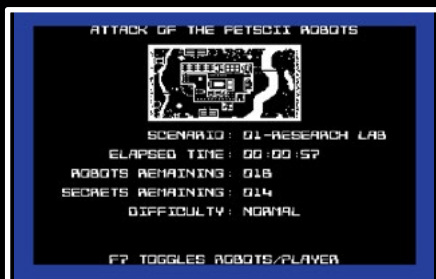 ATTACK OF THE PETSCII ROBOTS
SCENARIO: 01-RESEARCH LAB
ELAPSED TIME: 00:00:57
ROBOTS REMAINING: 018
SECRETS REMAINING: 014
DIFFICULTY: NORMAL
F7 TOGGLES ROBOTS/PLAYER